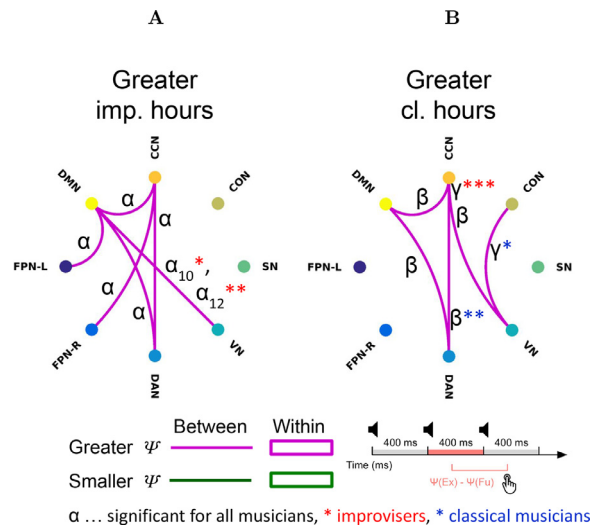 A
B
Greater
imp. hours
Greater
cl. hours
CCN
CCN
DMN
CON
DMN
CON
α
α
γ***
β
β
α
FPN-L
SN
FPN-L
SN
α10*,
α12**
β
γ*
α
α
β**
FPN-R
VN
FPN-R
VN
DAN
DAN
Between
Within
Greater Ψ
Smaller Ψ
400 ms
400 ms
400 ms
Time (ms)
Ψ(Ex) - Ψ(Fu)
α ... significant for all musicians, * improvisers, * classical musicians